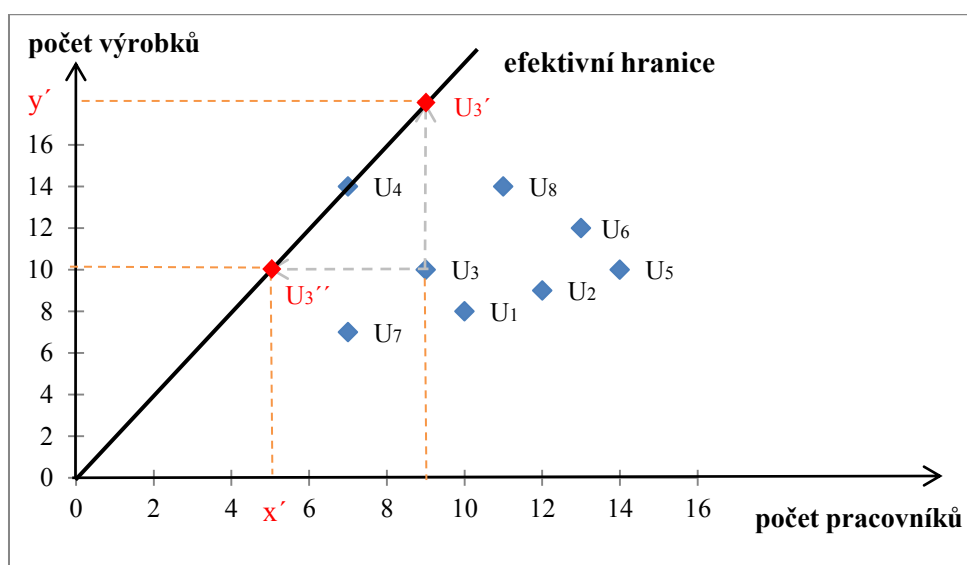 počet výrobků
efektivní hranice
y´
U3´
16
14
U4
U8
12
U6
10
U3
U5
U3´´
U2
8
U1
U7
6
4
2
0
0
2
4
x´
6
8
10
12
14
16
počet pracovníků